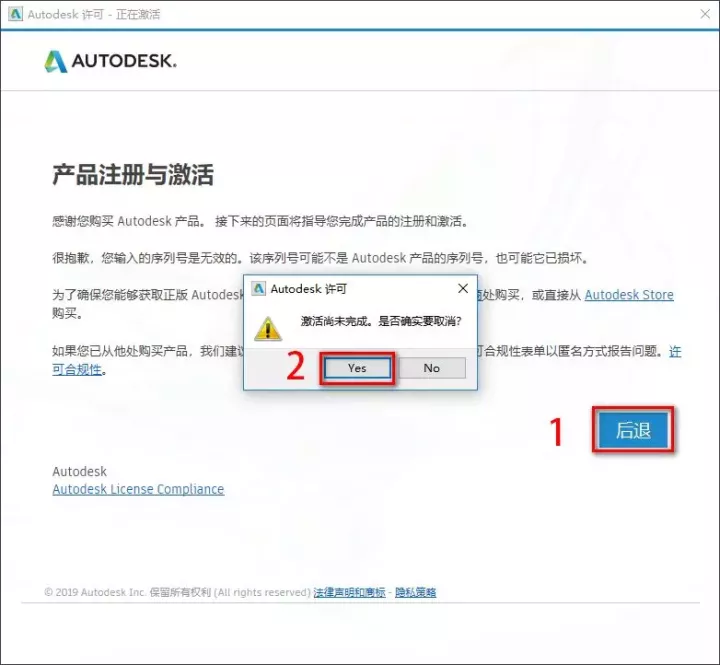 Autodesk 许可 - 正在激活
AUTODESK.
产品注册与激活
感谢您购买 Autodesk 产品。 接下来的页面将指导您完成产品的注册和激活。
很抱歉，您输入的序列号是无效的。该序列号可能不是 Autodesk 产品的序列号，也可能它已损坏。
为了确保您能够获取正版 Autodesk
处购买，或直接从 Autodesk Store
购买。
Autodesk 许可
激活尚未完成。是否确实要取消?
如果您已从他处购买产品，我们建议
可合规性表单以匿名方式报告问题。许
可合规性。
2
Yes
No
1
后退
Autodesk
Autodesk License Compliance
© 2019 Autodesk Inc. 保留所有权利 (All rights reserved) 法律声明和商标 - 隐私策略